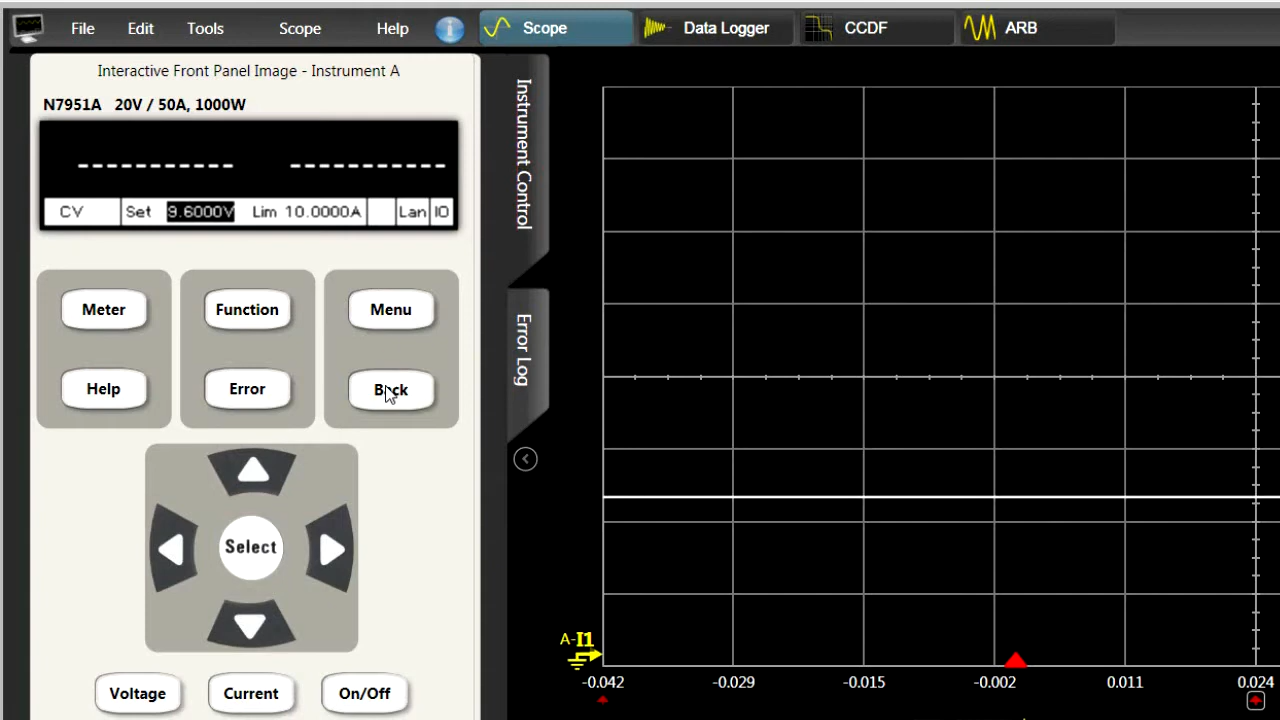 File Edit Tools Scope Help Scope Data Logger CCDF ARB
Interactive Front Panel Image - Instrument A
N7951A 20V / 50A, 1000W
----------- -----------
CV Set 9.6000V Lim 10.0000A Lan IO
Meter Function Menu
Help Error Back
Select
Voltage Current On/Off
Instrument Control
Error Log
A-I1
-0.042 -0.029 -0.015 -0.002 0.011 0.024